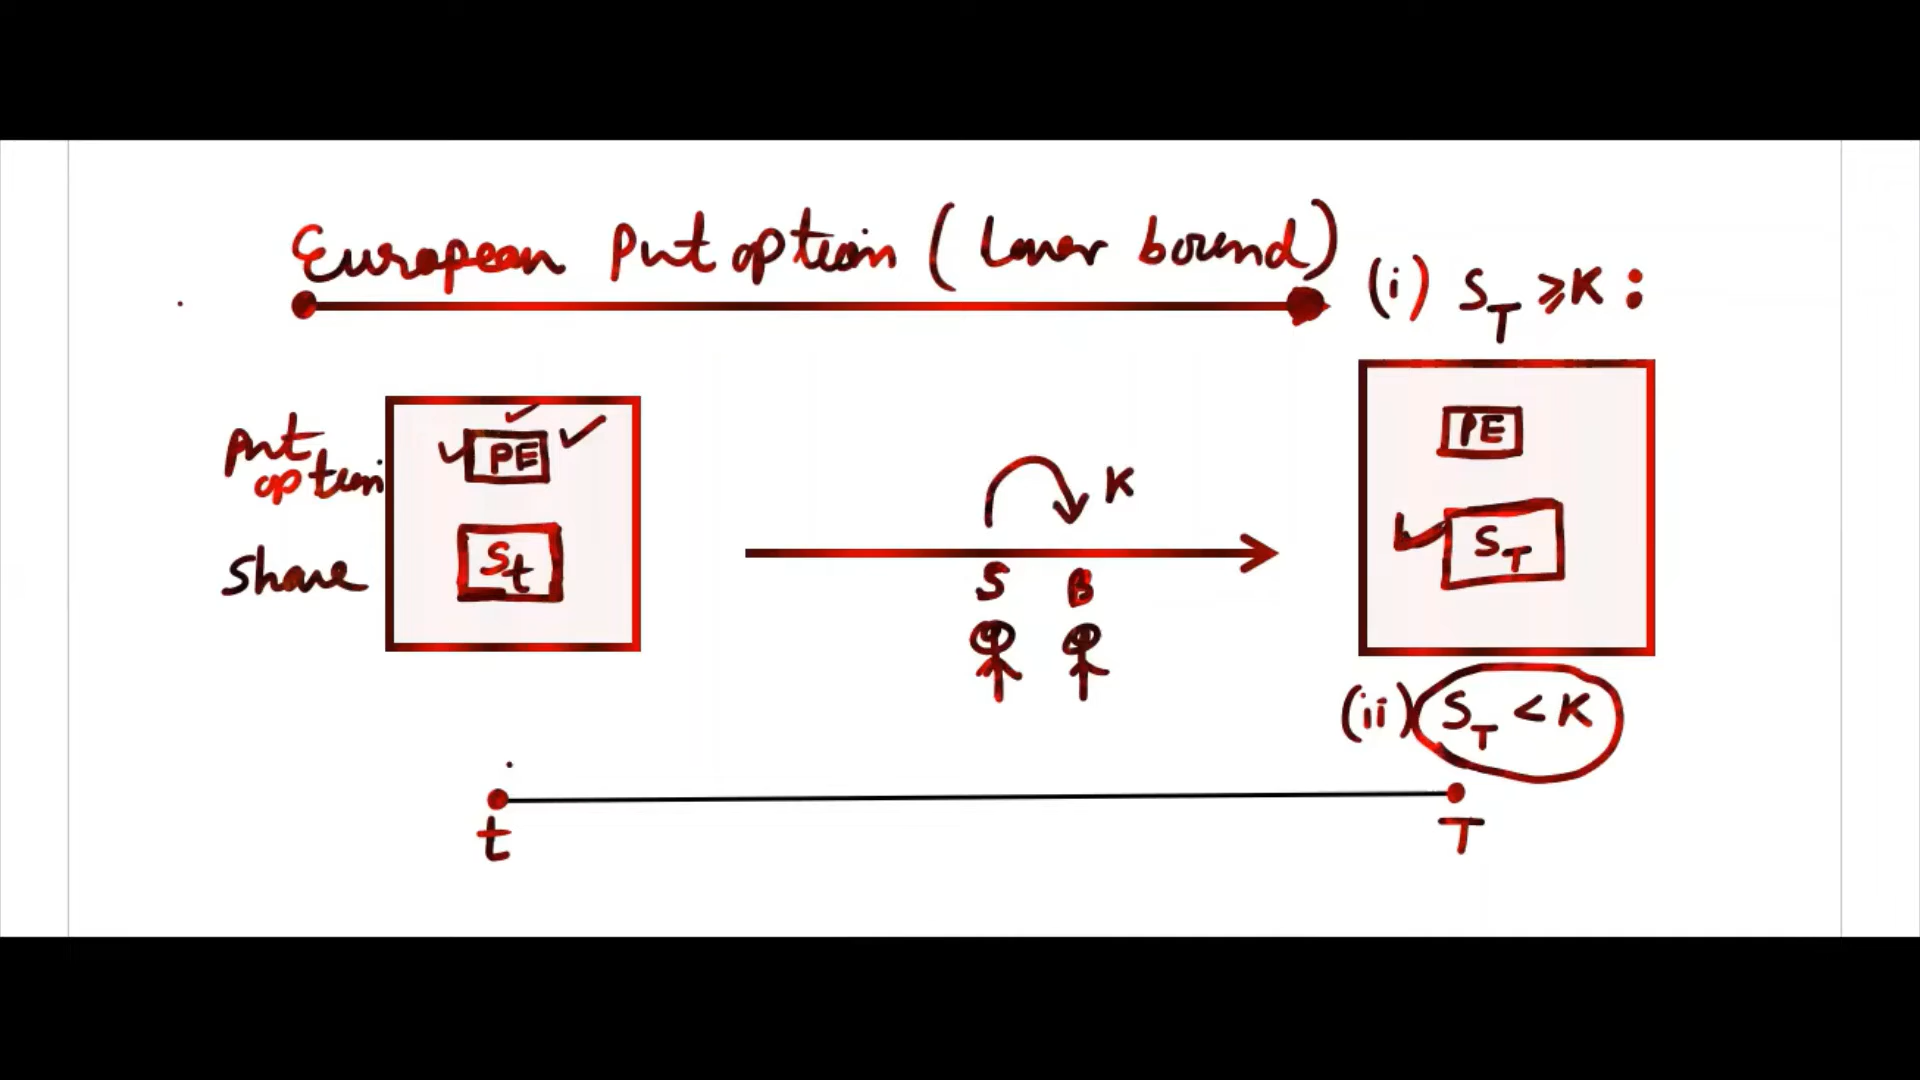 European Put option (Lower bound)
(i) S_T ≥ K :
Put option
PE
Share
S_t
K
S B
PE
S_T
(ii) S_T < K
t T